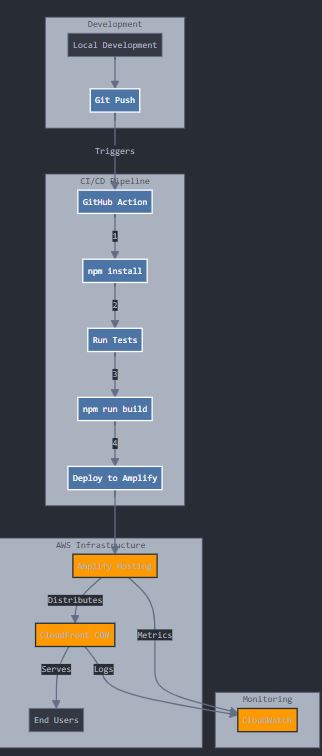 Development
Local Development
Git Push
Triggers
CI/CD Pipeline
GitHub Action
1
npm install
2
Run Tests
3
npm run build
4
Deploy to Amplify
AWS Infrastructure
Amplify Hosting
Distributes
CloudFront CDN
Metrics
Serves
Logs
End Users
Monitoring
CloudWatch